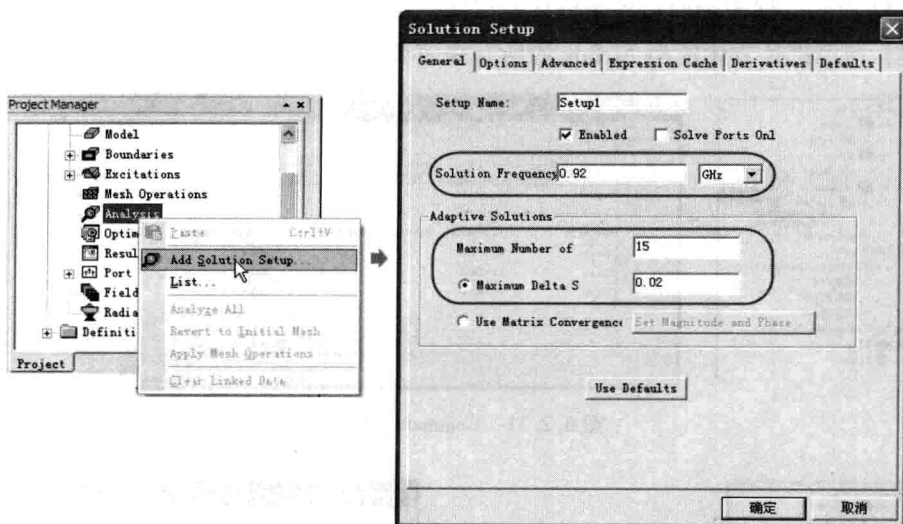 Project Manager
Model
Boundaries
Excitations
Mesh Operations
Analysis
Optim
Resul
Port
Field
Radia
Definiti
Project
Paste Ctrl+V
Add Solution Setup...
List...
Analyze All
Revert to Initial Mesh
Apply Mesh Operations
Clear Linked Data
Solution Setup
General Options Advanced Expression Cache Derivatives Defaults
Setup Name: Setup1
Enabled Solve Ports Onl
Solution Frequency 0.92 GHz
Adaptive Solutions
Maximum Number of 15
Maximum Delta S 0.02
Use Matrix Convergence Set Magnitude and Phase...
Use Defaults
确定 取消